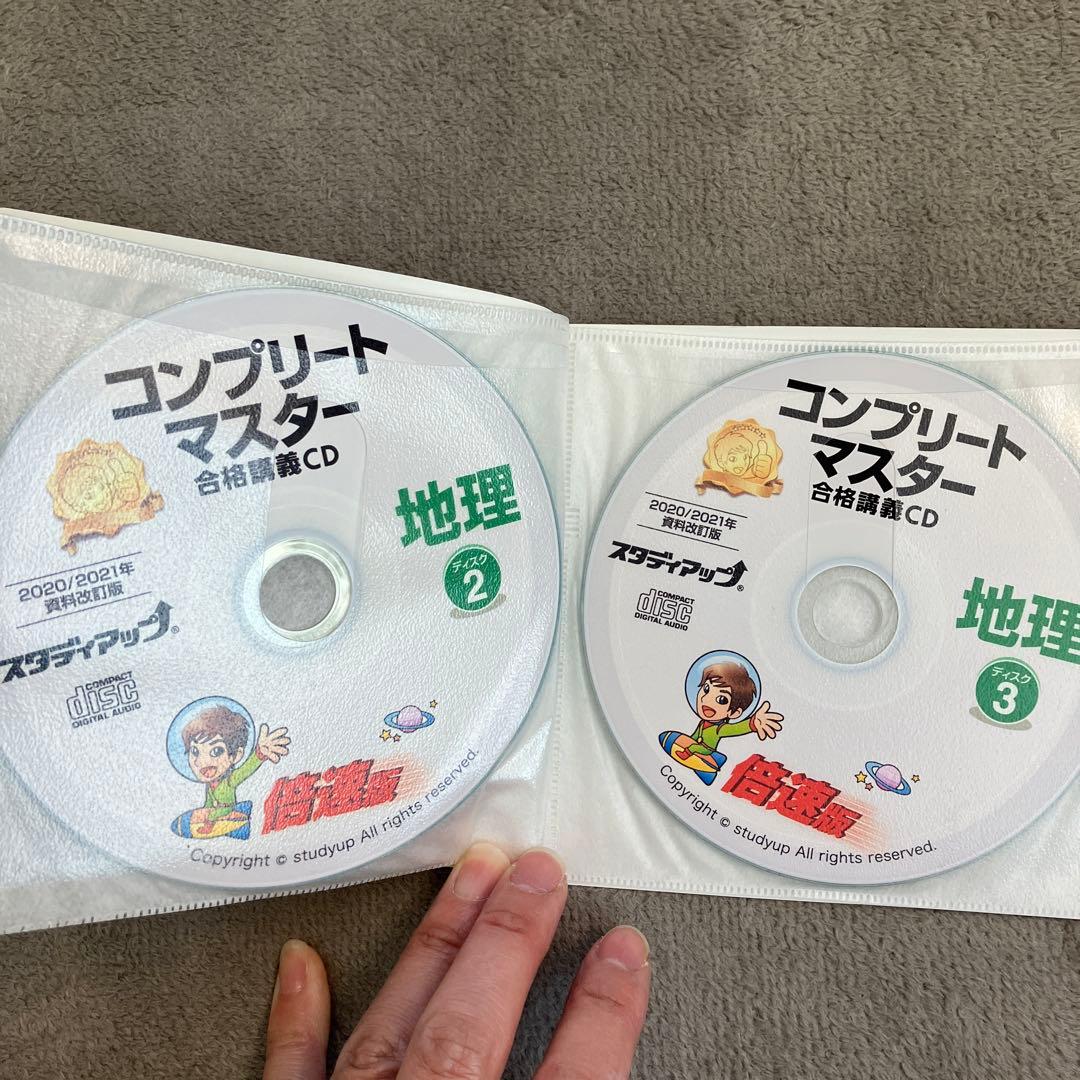 コンプリート
マスター
合格講義CD
2020/2021年
資料改訂版
スタディアップ®
COMPACT
disc
DIGITAL AUDIO
地理
ディスク
2
倍速版
Copyright © studyup All rights reserved.
コンプリート
マスター
合格講義CD
2020/2021年
資料改訂版
スタディアップ®
COMPACT
disc
DIGITAL AUDIO
地理
ディスク
3
倍速版
Copyright © studyup All rights reserved.